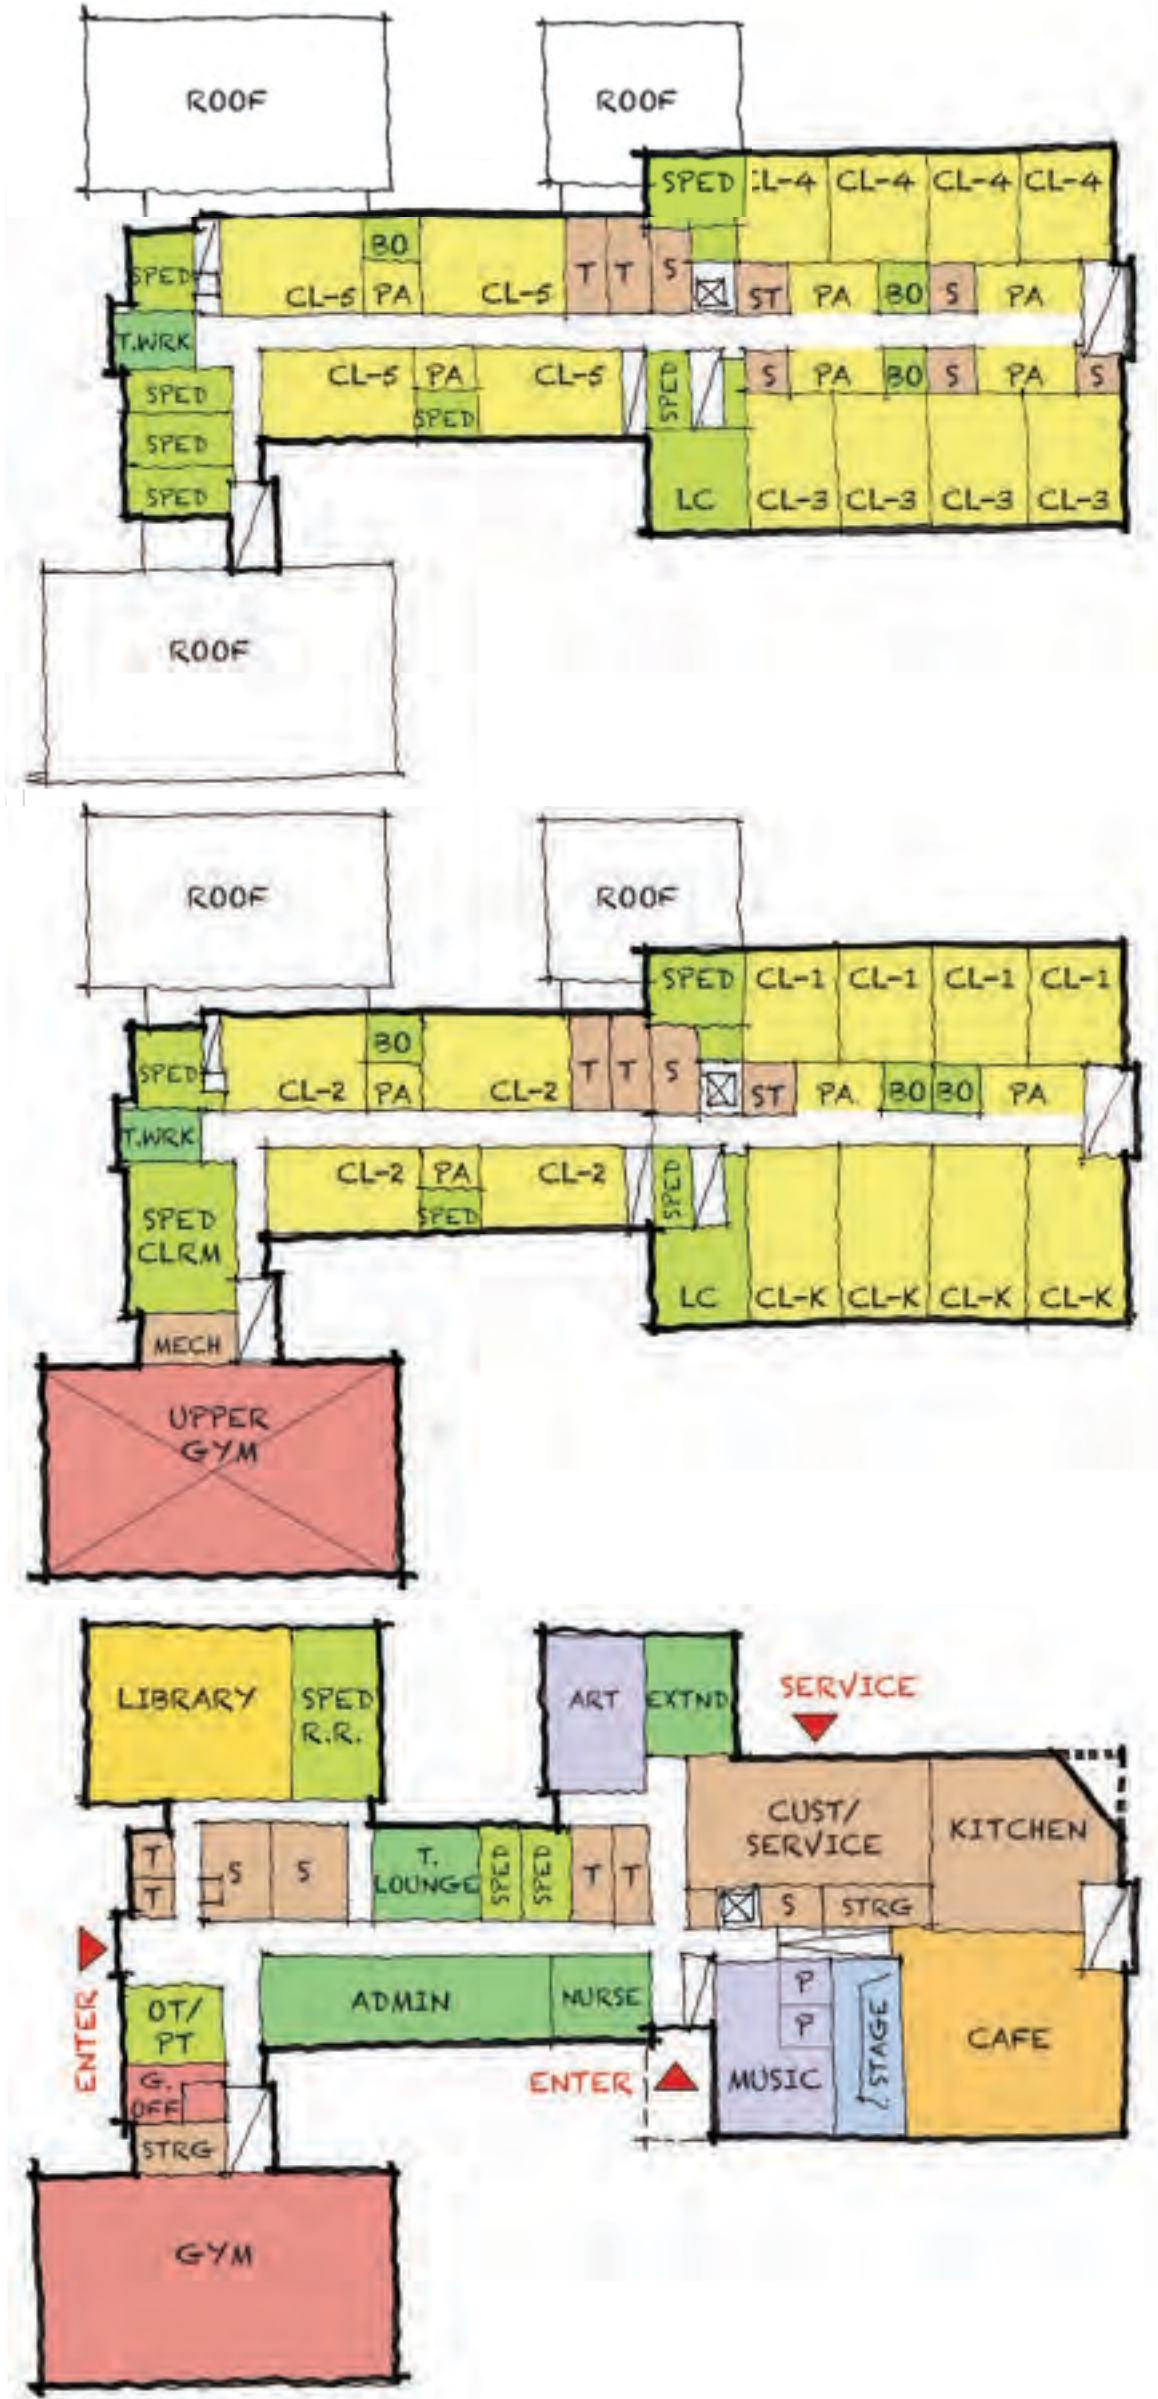 ROOF
ROOF
SPED CL-4 CL-4 CL-4 CL-4
SPED
BO
CL-5 PA CL-5
T T S
ST PA BO S PA
T.WRK
CL-5 PA CL-5
SPED
SPED
S PA BO S PA S
SPED
SPED
SPED
LC CL-3 CL-3 CL-3 CL-3
ROOF
ROOF
ROOF
SPED CL-1 CL-1 CL-1 CL-1
SPED
BO
CL-2 PA CL-2
T T S
ST PA BO BO PA
T.WRK
CL-2 PA CL-2
SPED
SPED
SPED
CLRM
LC CL-K CL-K CL-K CL-K
MECH
UPPER
GYM
LIBRARY
SPED
R.R.
ART
EXTND
SERVICE
CUST/
SERVICE
KITCHEN
T
T
S S
T.
LOUNGE
SPED
SPED
T T
S STRG
ENTER
ADMIN
NURSE
P
P
OT/
PT
STAGE
CAFE
MUSIC
ENTER
G.
OFF
STRG
GYM